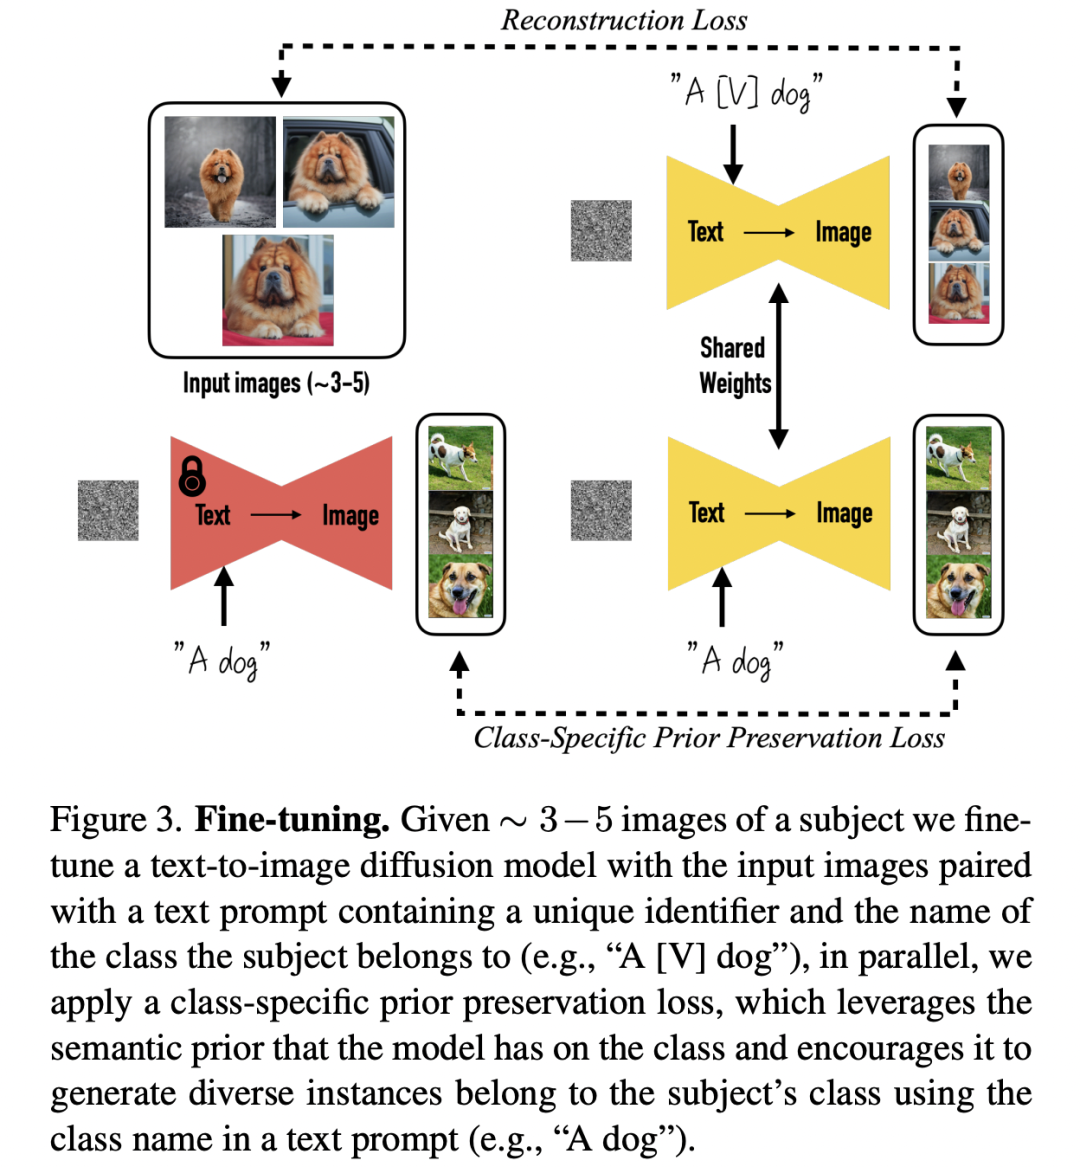 Reconstruction Loss
"A [V] dog"
Text → Image
Shared
Weights
Input images (~3-5)
Text → Image
Text → Image
"A dog"
"A dog"
Class-Specific Prior Preservation Loss
Figure 3. Fine-tuning. Given ∼ 3−5 images of a subject we fine-
tune a text-to-image diffusion model with the input images paired
with a text prompt containing a unique identifier and the name of
the class the subject belongs to (e.g., “A [V] dog”), in parallel, we
apply a class-specific prior preservation loss, which leverages the
semantic prior that the model has on the class and encourages it to
generate diverse instances belong to the subject’s class using the
class name in a text prompt (e.g., “A dog”).